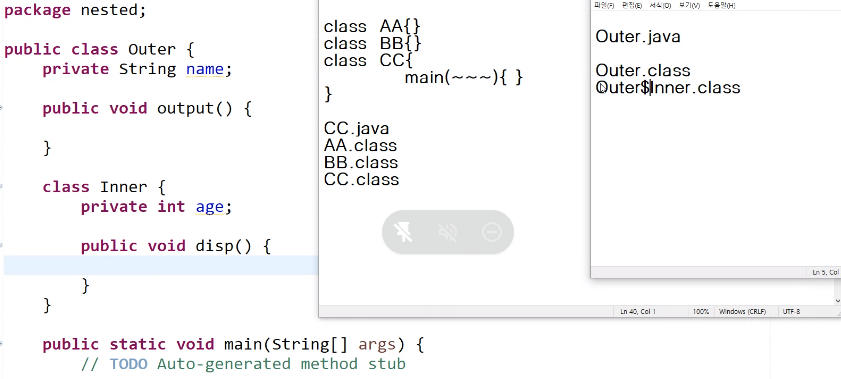 package nested;
public class Outer {
private String name;
public void output() {
}
class Inner {
private int age;
public void disp() {
}
}
public static void main(String[] args) {
// TODO Auto-generated method stub
class AA{}
class BB{}
class CC{
main(~~~){ }
}
CC.java
AA.class
BB.class
CC.class
Ln 40, Col 1 100% Windows (CRLF) UTF-8
파일(F) 편집(E) 서식(O) 보기(V) 도움말(H)
Outer.java
Outer.class
Outer$Inner.class
Ln 5, Col